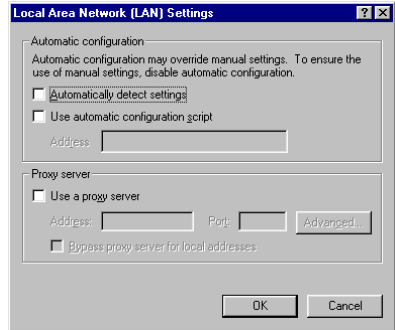 Local Area Network (LAN) Settings
Automatic configuration
Automatic configuration may override manual settings. To ensure the
use of manual settings, disable automatic configuration.
Automatically detect settings
Use automatic configuration script
Address
Proxy server
Use a proxy server
Address: Port: Advanced...
Bypass proxy server for local addresses
OK Cancel